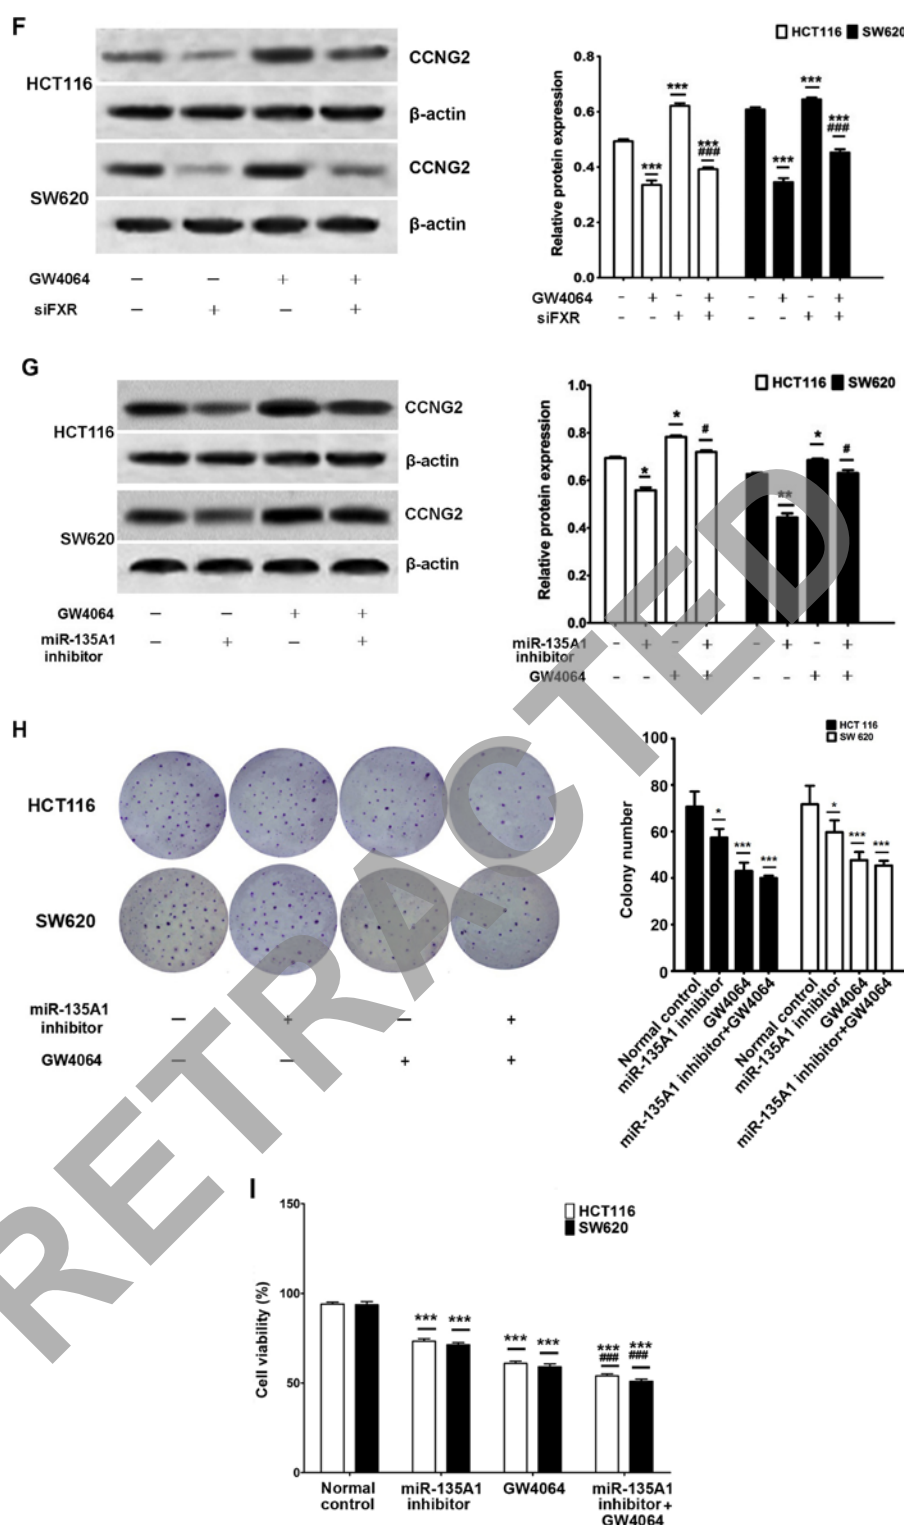 F
HCT116
CCNG2
β-actin
SW620
CCNG2
β-actin
GW4064 – – + +
siFXR – + – +
HCT116 SW620
Relative protein expression
0.8
0.6
0.4
0.2
0.0
***
***
***
###
***
***
***
###
GW4064 - + - + - + - +
siFXR - - + + - - + +
G
HCT116
CCNG2
β-actin
SW620
CCNG2
β-actin
GW4064 – – + +
miR-135A1 – + – +
inhibitor
HCT116 SW620
Relative protein expression
1.0
0.8
0.6
0.4
0.2
0.0
*
*
#
**
*
#
miR-135A1 - + - + - + - +
inhibitor
GW4064 - - + + - - + +
H
HCT116
SW620
miR-135A1 – + – +
inhibitor
GW4064 – – + +
HCT 116
SW 620
Colony number
100
80
60
40
20
0
*
***
***
*
***
***
Normal control
miR-135A1 inhibitor
GW4064
miR-135A1 inhibitor+GW4064
Normal control
miR-135A1 inhibitor
GW4064
miR-135A1 inhibitor+GW4064
I
HCT116
SW620
Cell viability (%)
150
100
50
0
*** ***
*** ***
*** ***
### ###
Normal
control
miR-135A1
inhibitor
GW4064
miR-135A1
inhibitor+
GW4064
RETRACTED